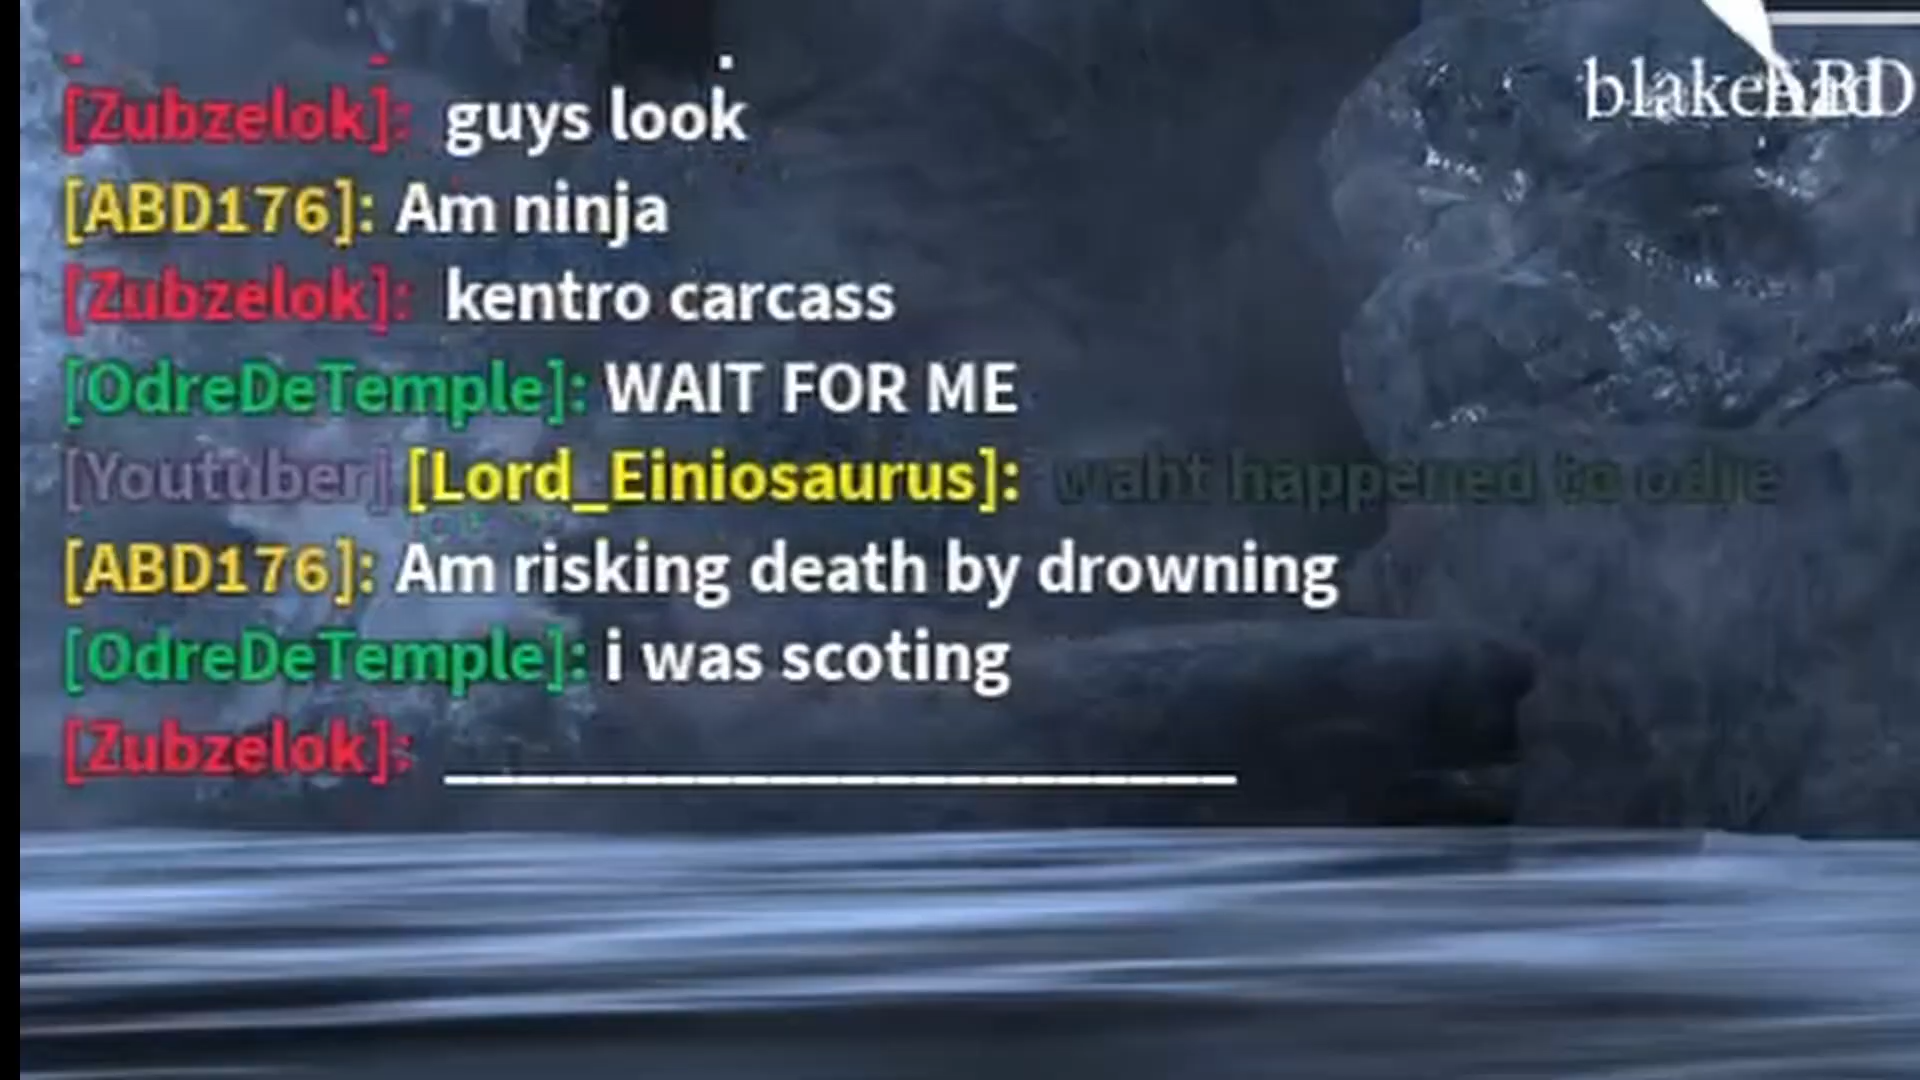 [Zubzelok]: guys look
[ABD176]: Am ninja
[Zubzelok]: kentro carcass
[OdreDeTemple]: WAIT FOR ME
[Youtuber] [Lord_Einiosaurus]: waht happened to odie
[ABD176]: Am risking death by drowning
[OdreDeTemple]: i was scoting
[Zubzelok]: ________________________